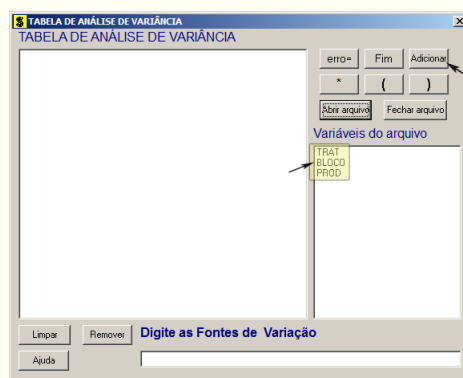 TABELA DE ANÁLISE DE VARIÂNCIA
TABELA DE ANÁLISE DE VARIÂNCIA
erro=
Fim
Adicionar
*
(
)
Abrir arquivo
Fechar arquivo
Variáveis do arquivo
TRAT
BLOCO
PROD
Limpar
Remover
Digite as Fontes de Variação
Ajuda